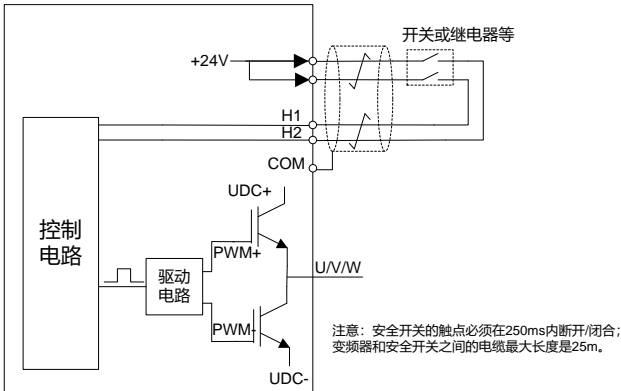 开关或继电器等
+24V
H1
H2
COM
UDC+
控制
电路
PWM+
驱动
电路
U/V/W
PWM-
注意：安全开关的触点必须在250ms内断开/闭合；
变频器和安全开关之间的电缆最大长度是25m。
UDC-